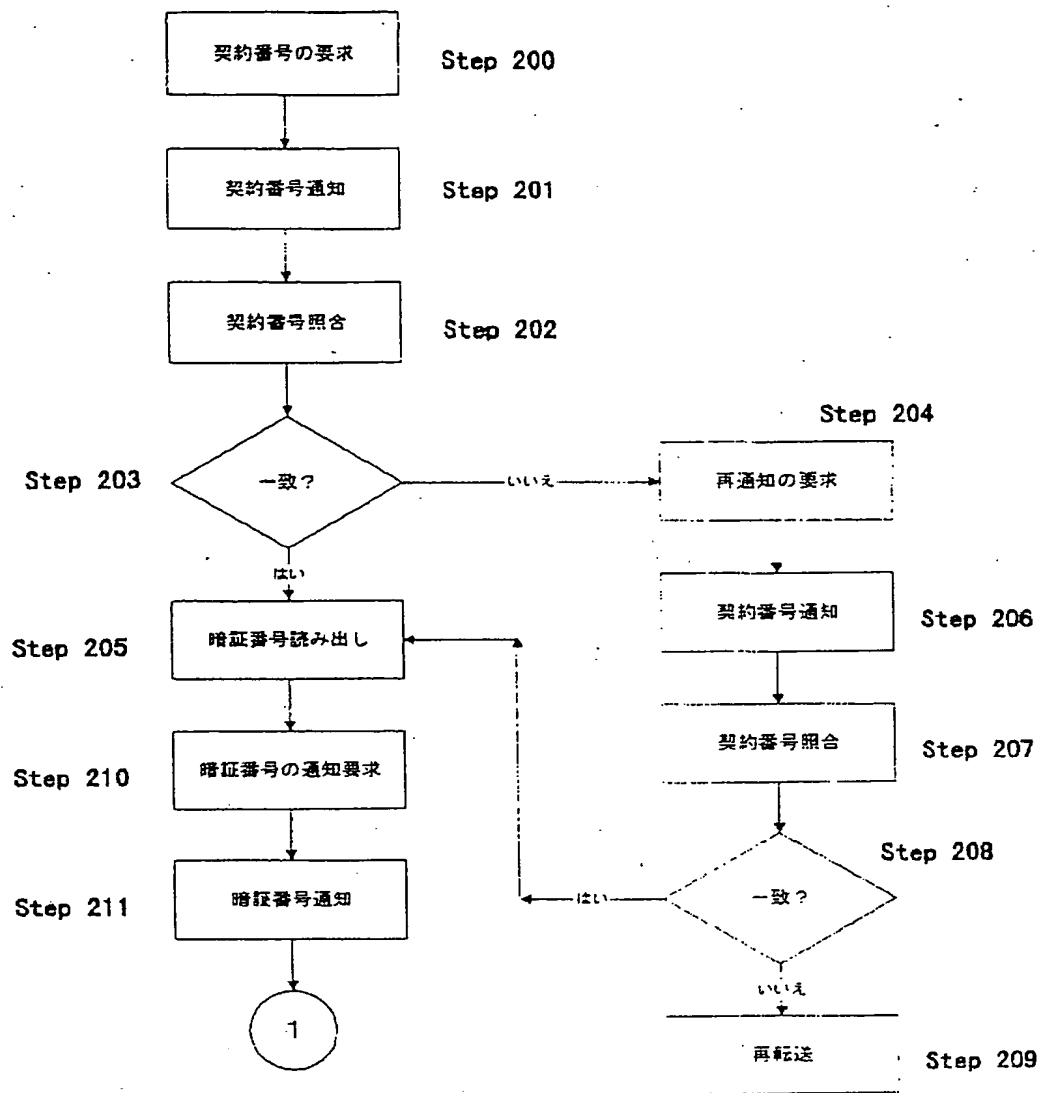 契約番号の要求
Step 200
契約番号通知
Step 201
契約番号照合
Step 202
Step 203
一致?
いいえ
Step 204
再通知の要求
はい
Step 205
暗証番号読み出し
契約番号通知
Step 206
Step 210
暗証番号の通知要求
契約番号照合
Step 207
Step 211
暗証番号通知
はい
一致?
Step 208
いいえ
1
再転送
Step 209